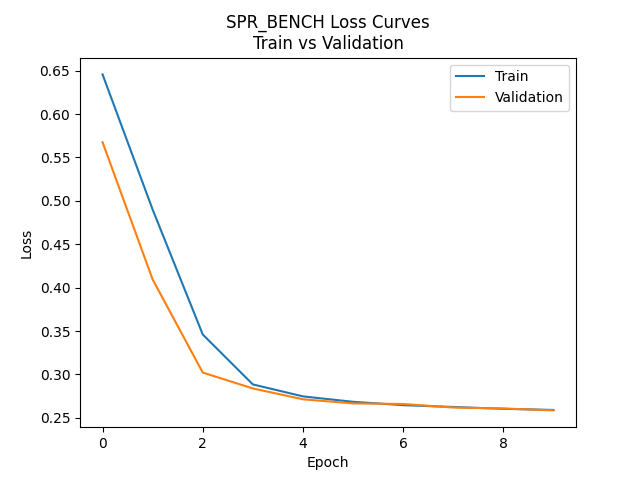 SPR_BENCH Loss Curves
Train vs Validation
Train
Validation
0.65
0.60
0.55
0.50
0.45
0.40
0.35
0.30
0.25
Loss
0 2 4 6 8
Epoch